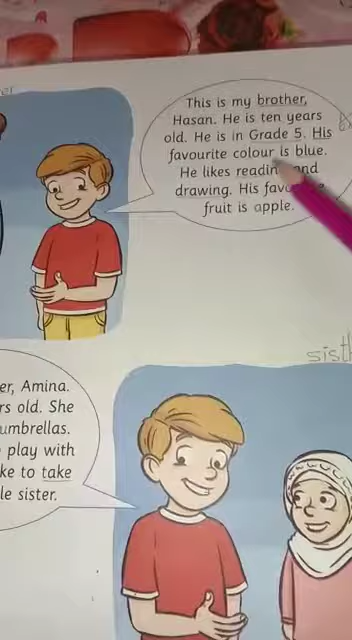 er
This is my brother,
Hasan. He is ten years
old. He is in Grade 5. His
favourite colour is blue.
He likes reading and
drawing. His
fruit is apple.
sist
er, Amina.
rs old. She
umbrellas.
play with
ke to take
le sister.